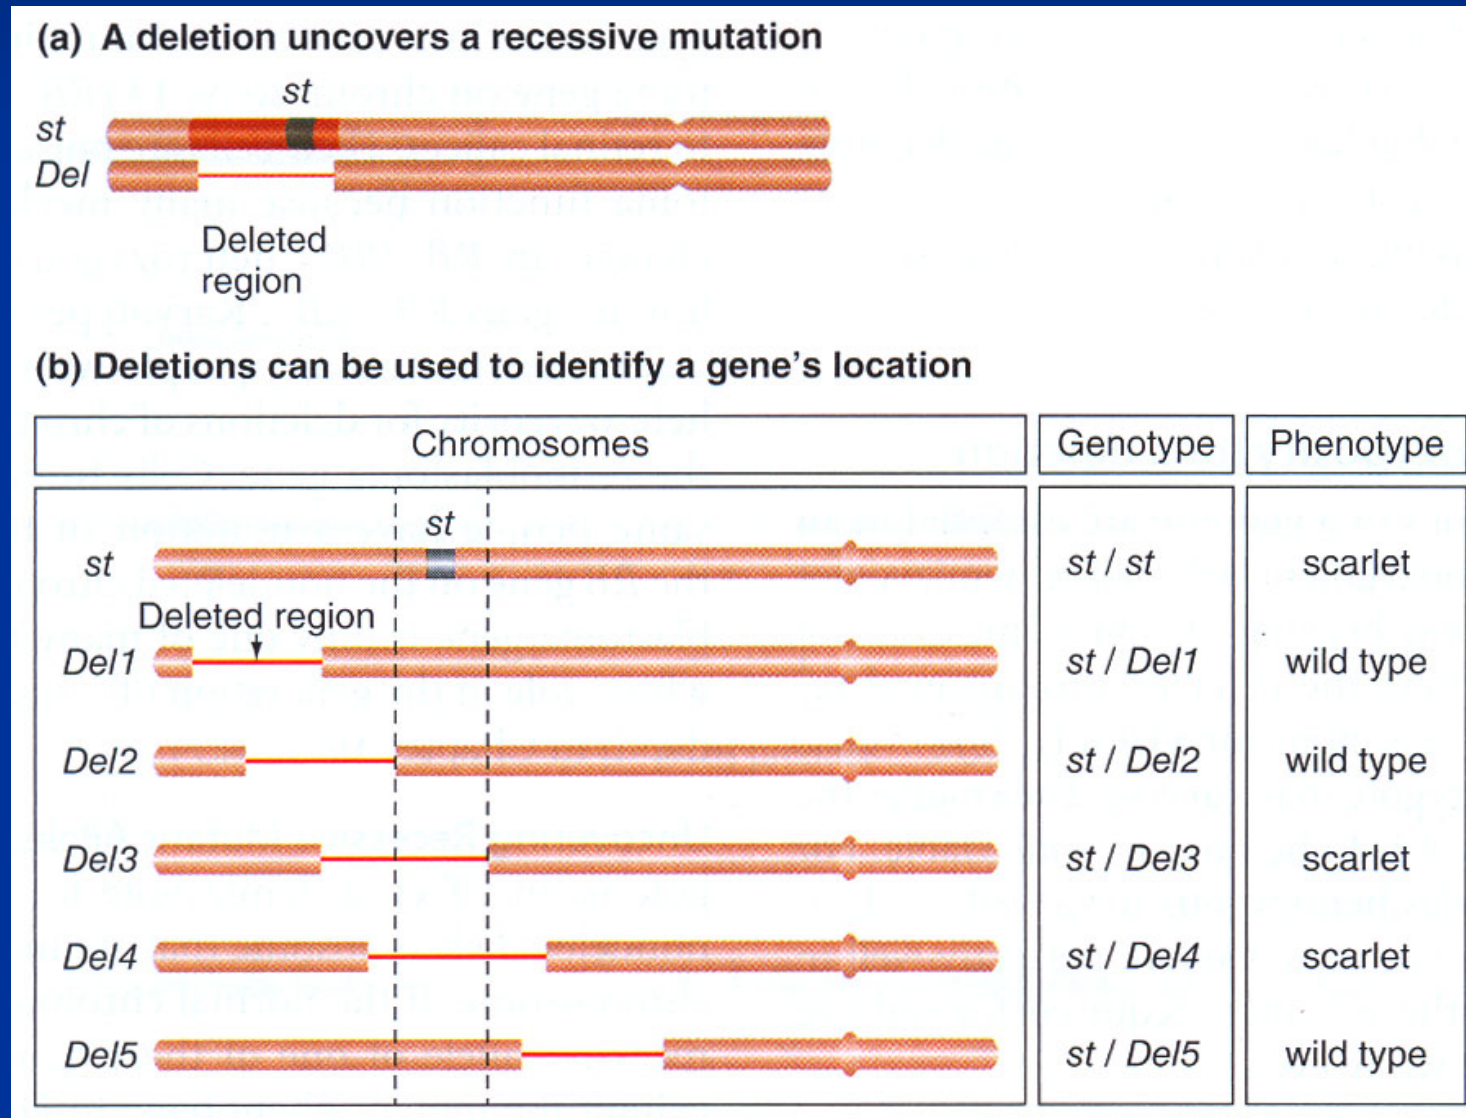 (a) A deletion uncovers a recessive mutation
st
st
Del
Deleted
region
(b) Deletions can be used to identify a gene's location
Chromosomes Genotype Phenotype
st
st st / st scarlet
Deleted region
Del1 st / Del1 wild type
Del2 st / Del2 wild type
Del3 st / Del3 scarlet
Del4 st / Del4 scarlet
Del5 st / Del5 wild type